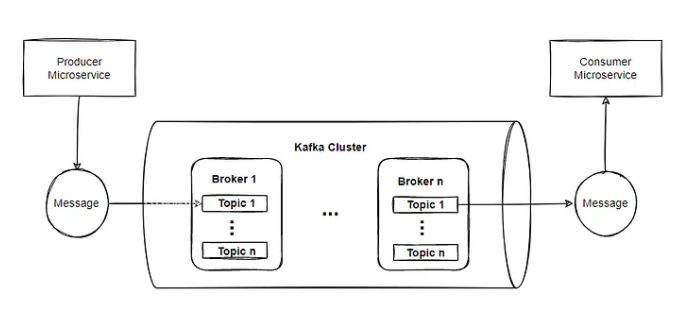 Producer
Microservice
Consumer
Microservice
Kafka Cluster
Broker 1
Topic 1
Topic n
...
Broker n
Topic 1
Topic n
Message
Message